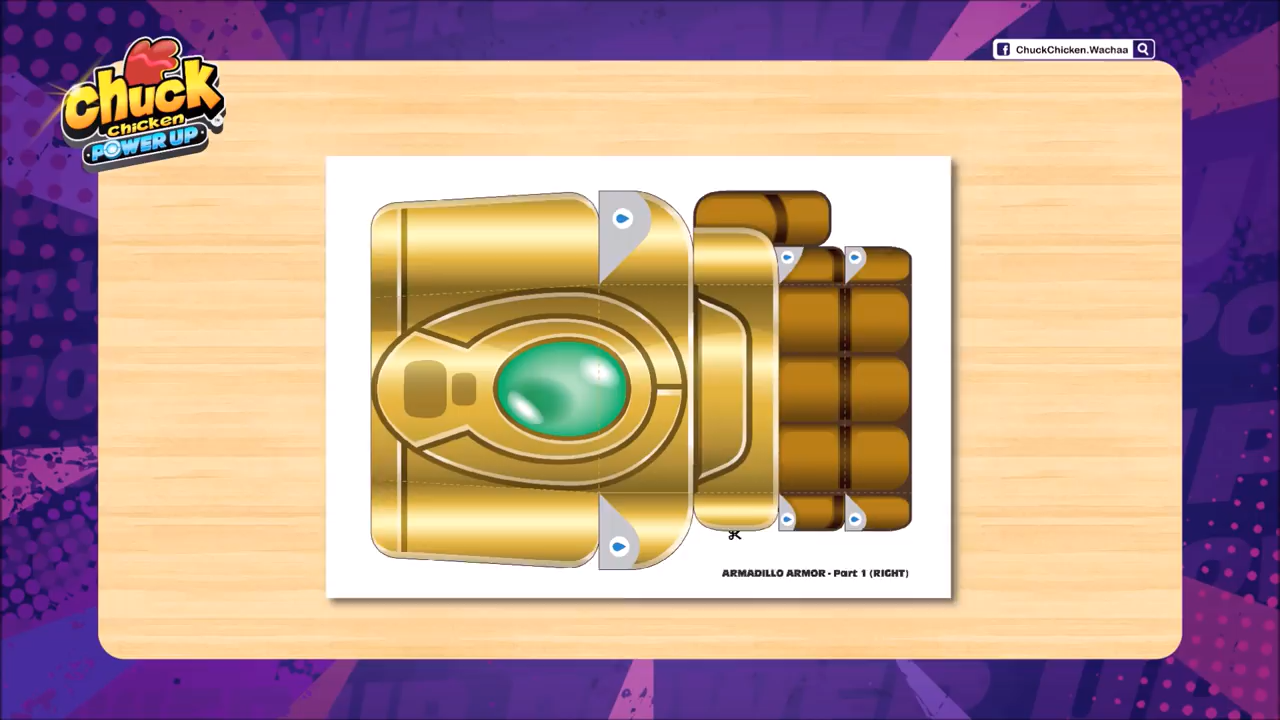 chuck
chicken
POWER UP
ChuckChicken.Wachaa
ARMADILLO ARMOR - Part 1 (RIGHT)